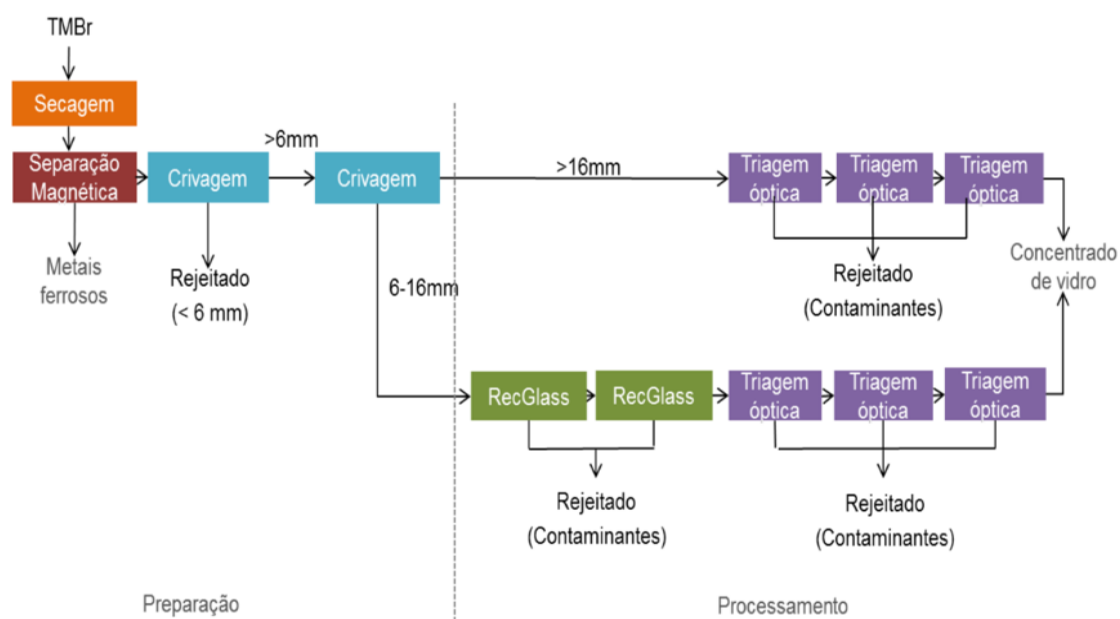 TMBr
Secagem
Separação
Magnética
Metais
ferrosos
Crivagem
Rejeitado
(< 6 mm)
>6mm
Crivagem
>16mm
6-16mm
Triagem
óptica
Triagem
óptica
Triagem
óptica
Rejeitado
(Contaminantes)
Concentrado
de vidro
RecGlass
RecGlass
Rejeitado
(Contaminantes)
Triagem
óptica
Triagem
óptica
Triagem
óptica
Rejeitado
(Contaminantes)
Preparação
Processamento